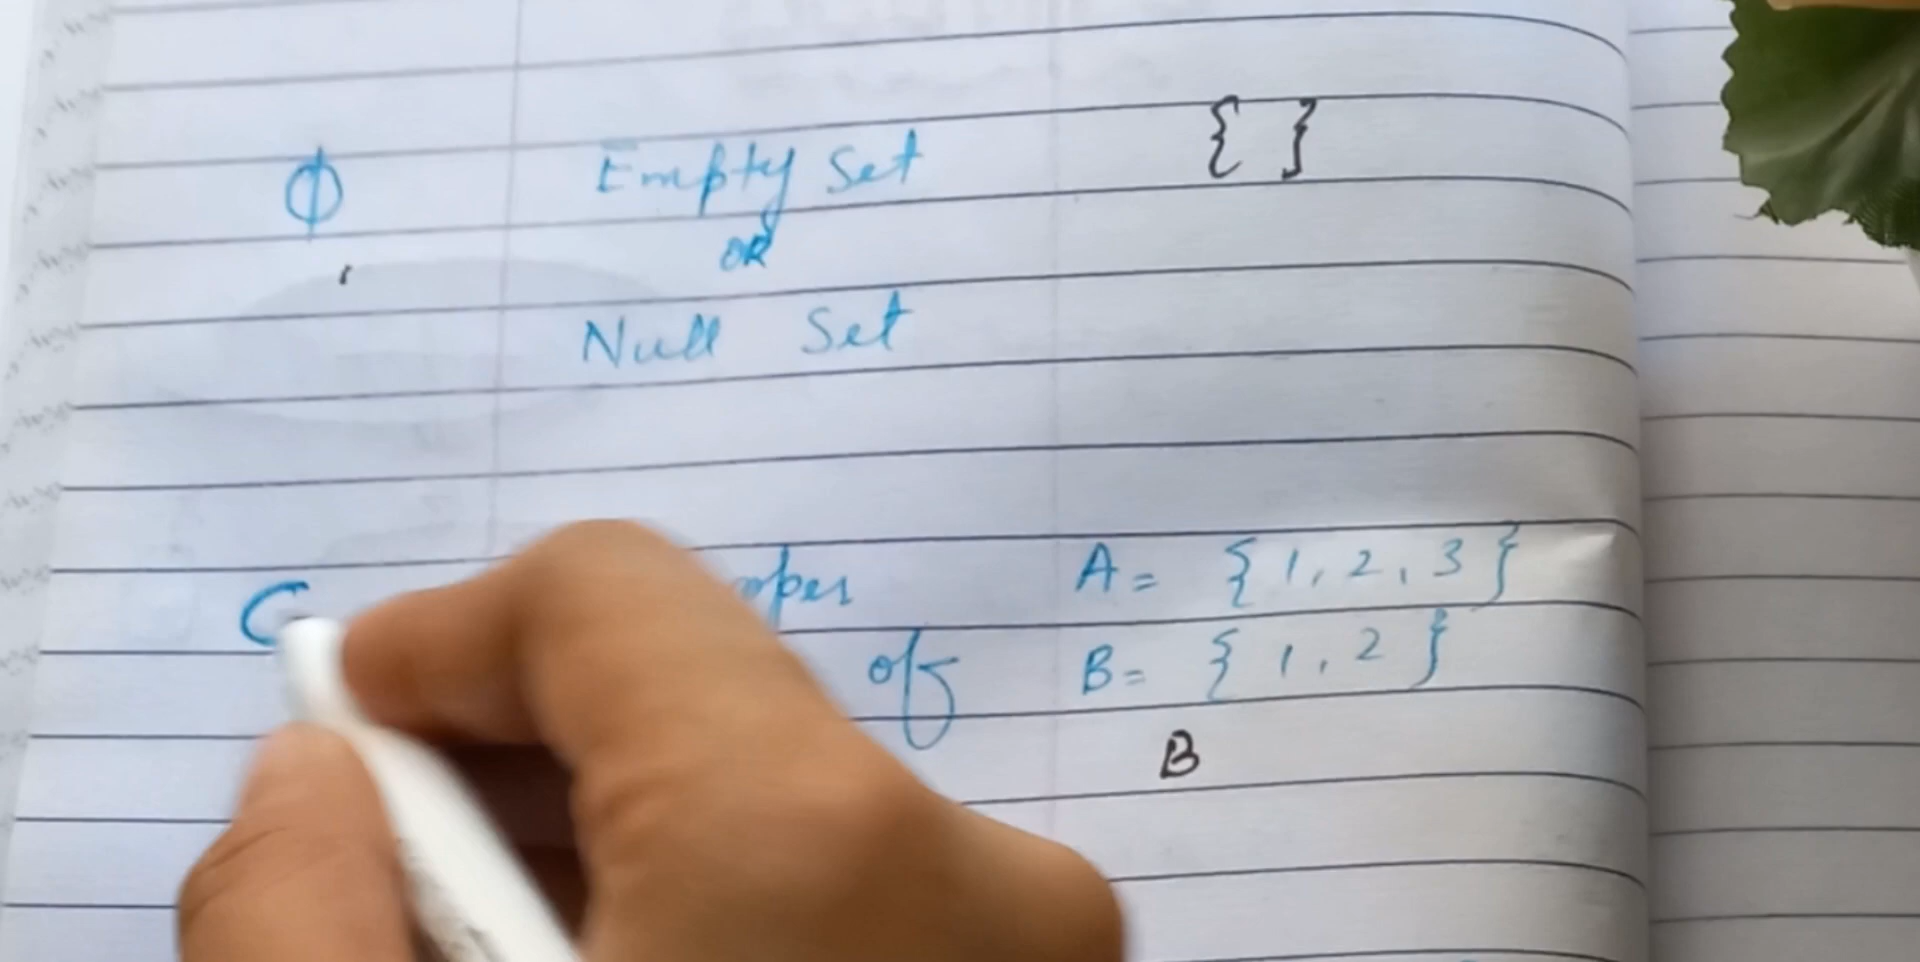 Φ Empty Set { }
OR
Null Set
⊂ A = {1, 2, 3}
of B = {1, 2}
B